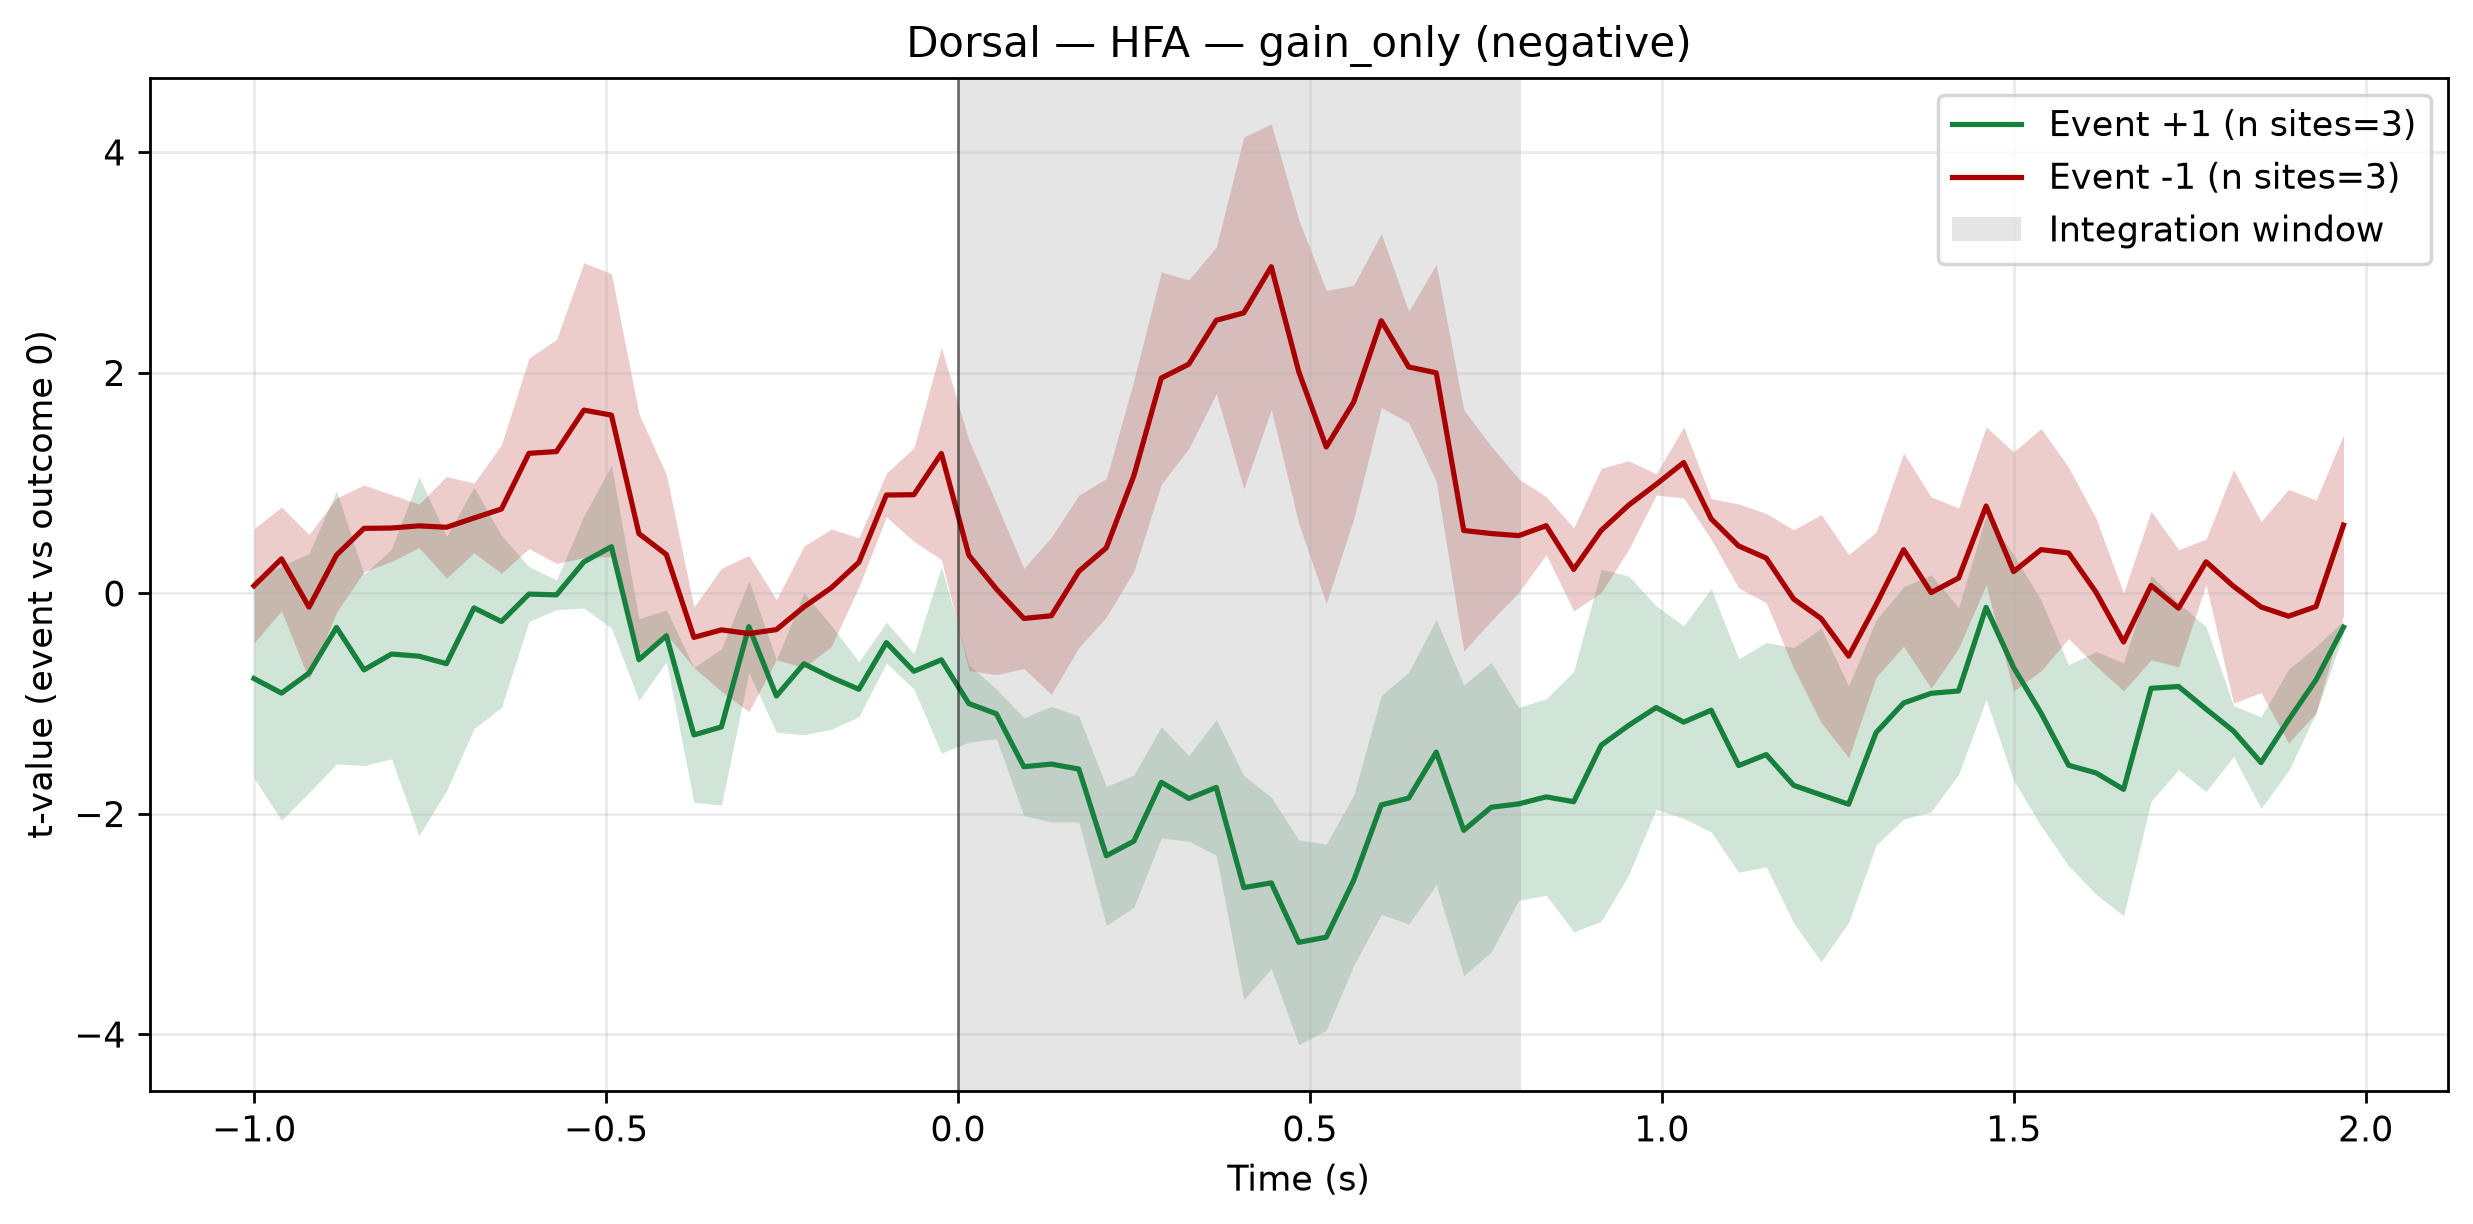 Dorsal — HFA — gain_only (negative)
Event +1 (n sites=3)
Event -1 (n sites=3)
Integration window
t-value (event vs outcome 0)
4
2
0
−2
−4
−1.0
−0.5
0.0
0.5
1.0
1.5
2.0
Time (s)